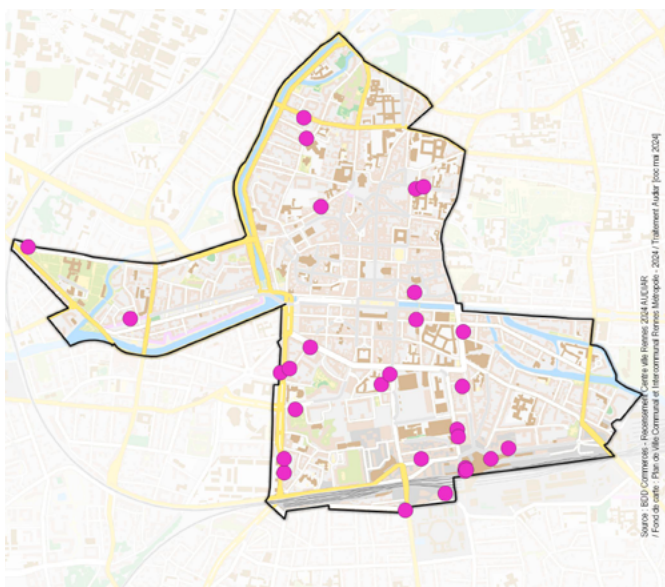 Source : BDD Commerces - Recensement Centre ville Rennes 2024 AUDIAR
/ Fond de carte : Plan de Ville Communal et Intercommunal Rennes Métropole - 2024 / Traitement Audiar [doc mai 2024]